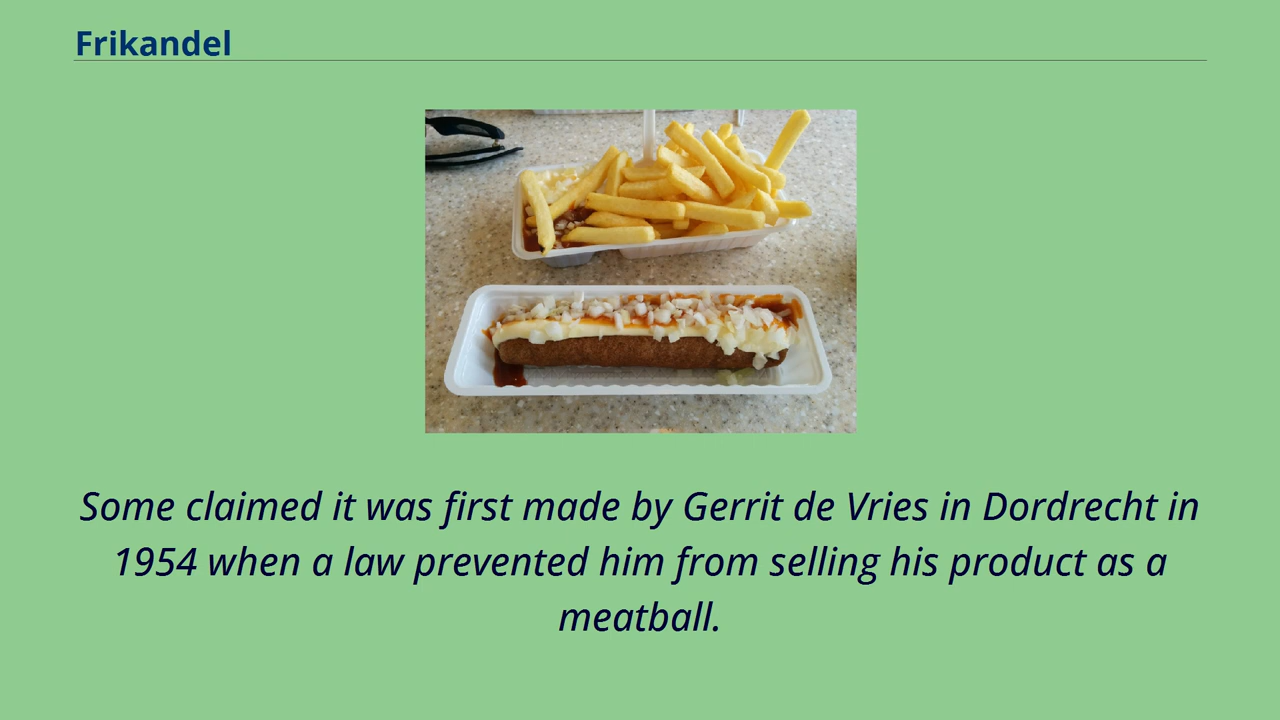 Frikandel
Some claimed it was first made by Gerrit de Vries in Dordrecht in
1954 when a law prevented him from selling his product as a
meatball.